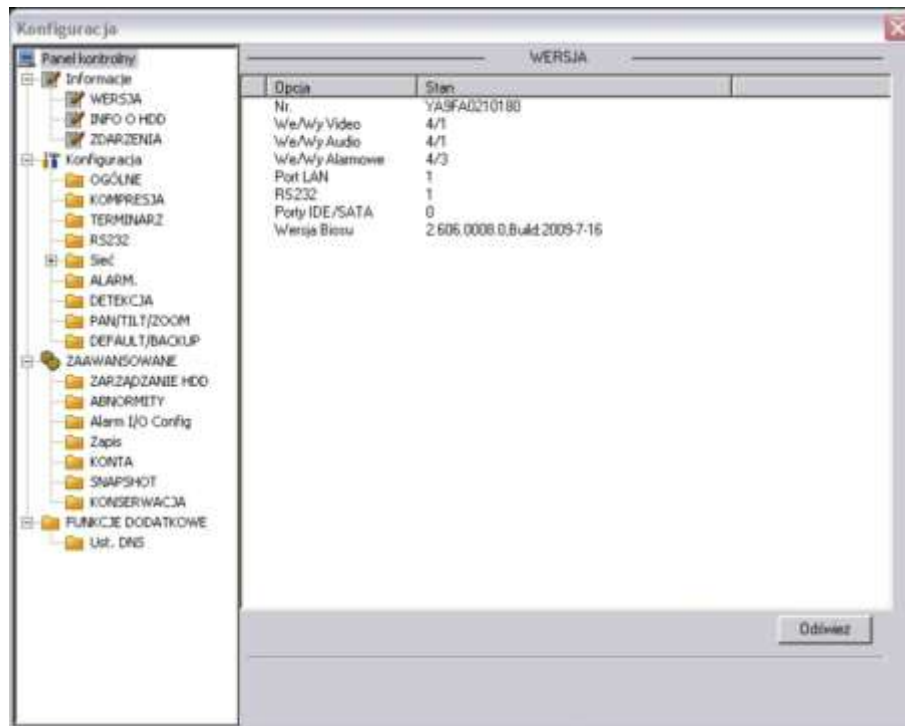 Konfiguracja
Panel kontrolny
Informacje
WERSJA
INFO O HDD
ZDARZENIA
Konfiguracja
OGÓLNE
KOMPRESJA
TERMINARZ
RS232
Sieć
ALARM.
DETEKCJA
PAN/TILT/ZOOM
DEFAULT/BACKUP
ZAAWANSOWANE
ZARZĄDZANIE HDD
ABNORMITY
Alarm I/O Config
Zapis
KONTA
SNAPSHOT
KONSERWACJA
FUNKCJE DODATKOWE
Ust. DNS
WERSJA
Opcja Stan
Nr. YA9FA0210180
We/Wy Video 4/1
We/Wy Audio 4/1
We/Wy Alarmowe 4/3
Port LAN 1
RS232 1
Porty IDE/SATA 0
Wersja Biosu 2.606.0008.0,Build:2009-7-16
Odśwież